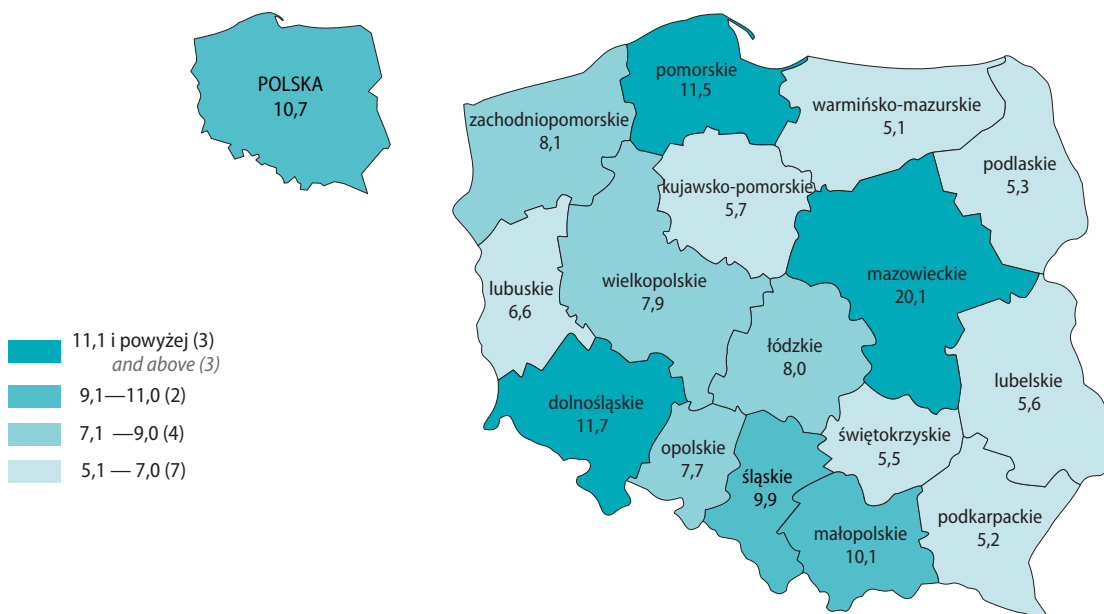 POLSKA
10,7
pomorskie
11,5
warmińsko-mazurskie
5,1
zachodniopomorskie
8,1
podlaskie
5,3
kujawsko-pomorskie
5,7
mazowieckie
20,1
lubuskie
6,6
wielkopolskie
7,9
łódzkie
8,0
lubelskie
5,6
dolnośląskie
11,7
świętokrzyskie
5,5
opolskie
7,7
śląskie
9,9
podkarpackie
5,2
małopolskie
10,1
11,1 i powyżej (3)
and above (3)
9,1—11,0 (2)
7,1 —9,0 (4)
5,1 — 7,0 (7)